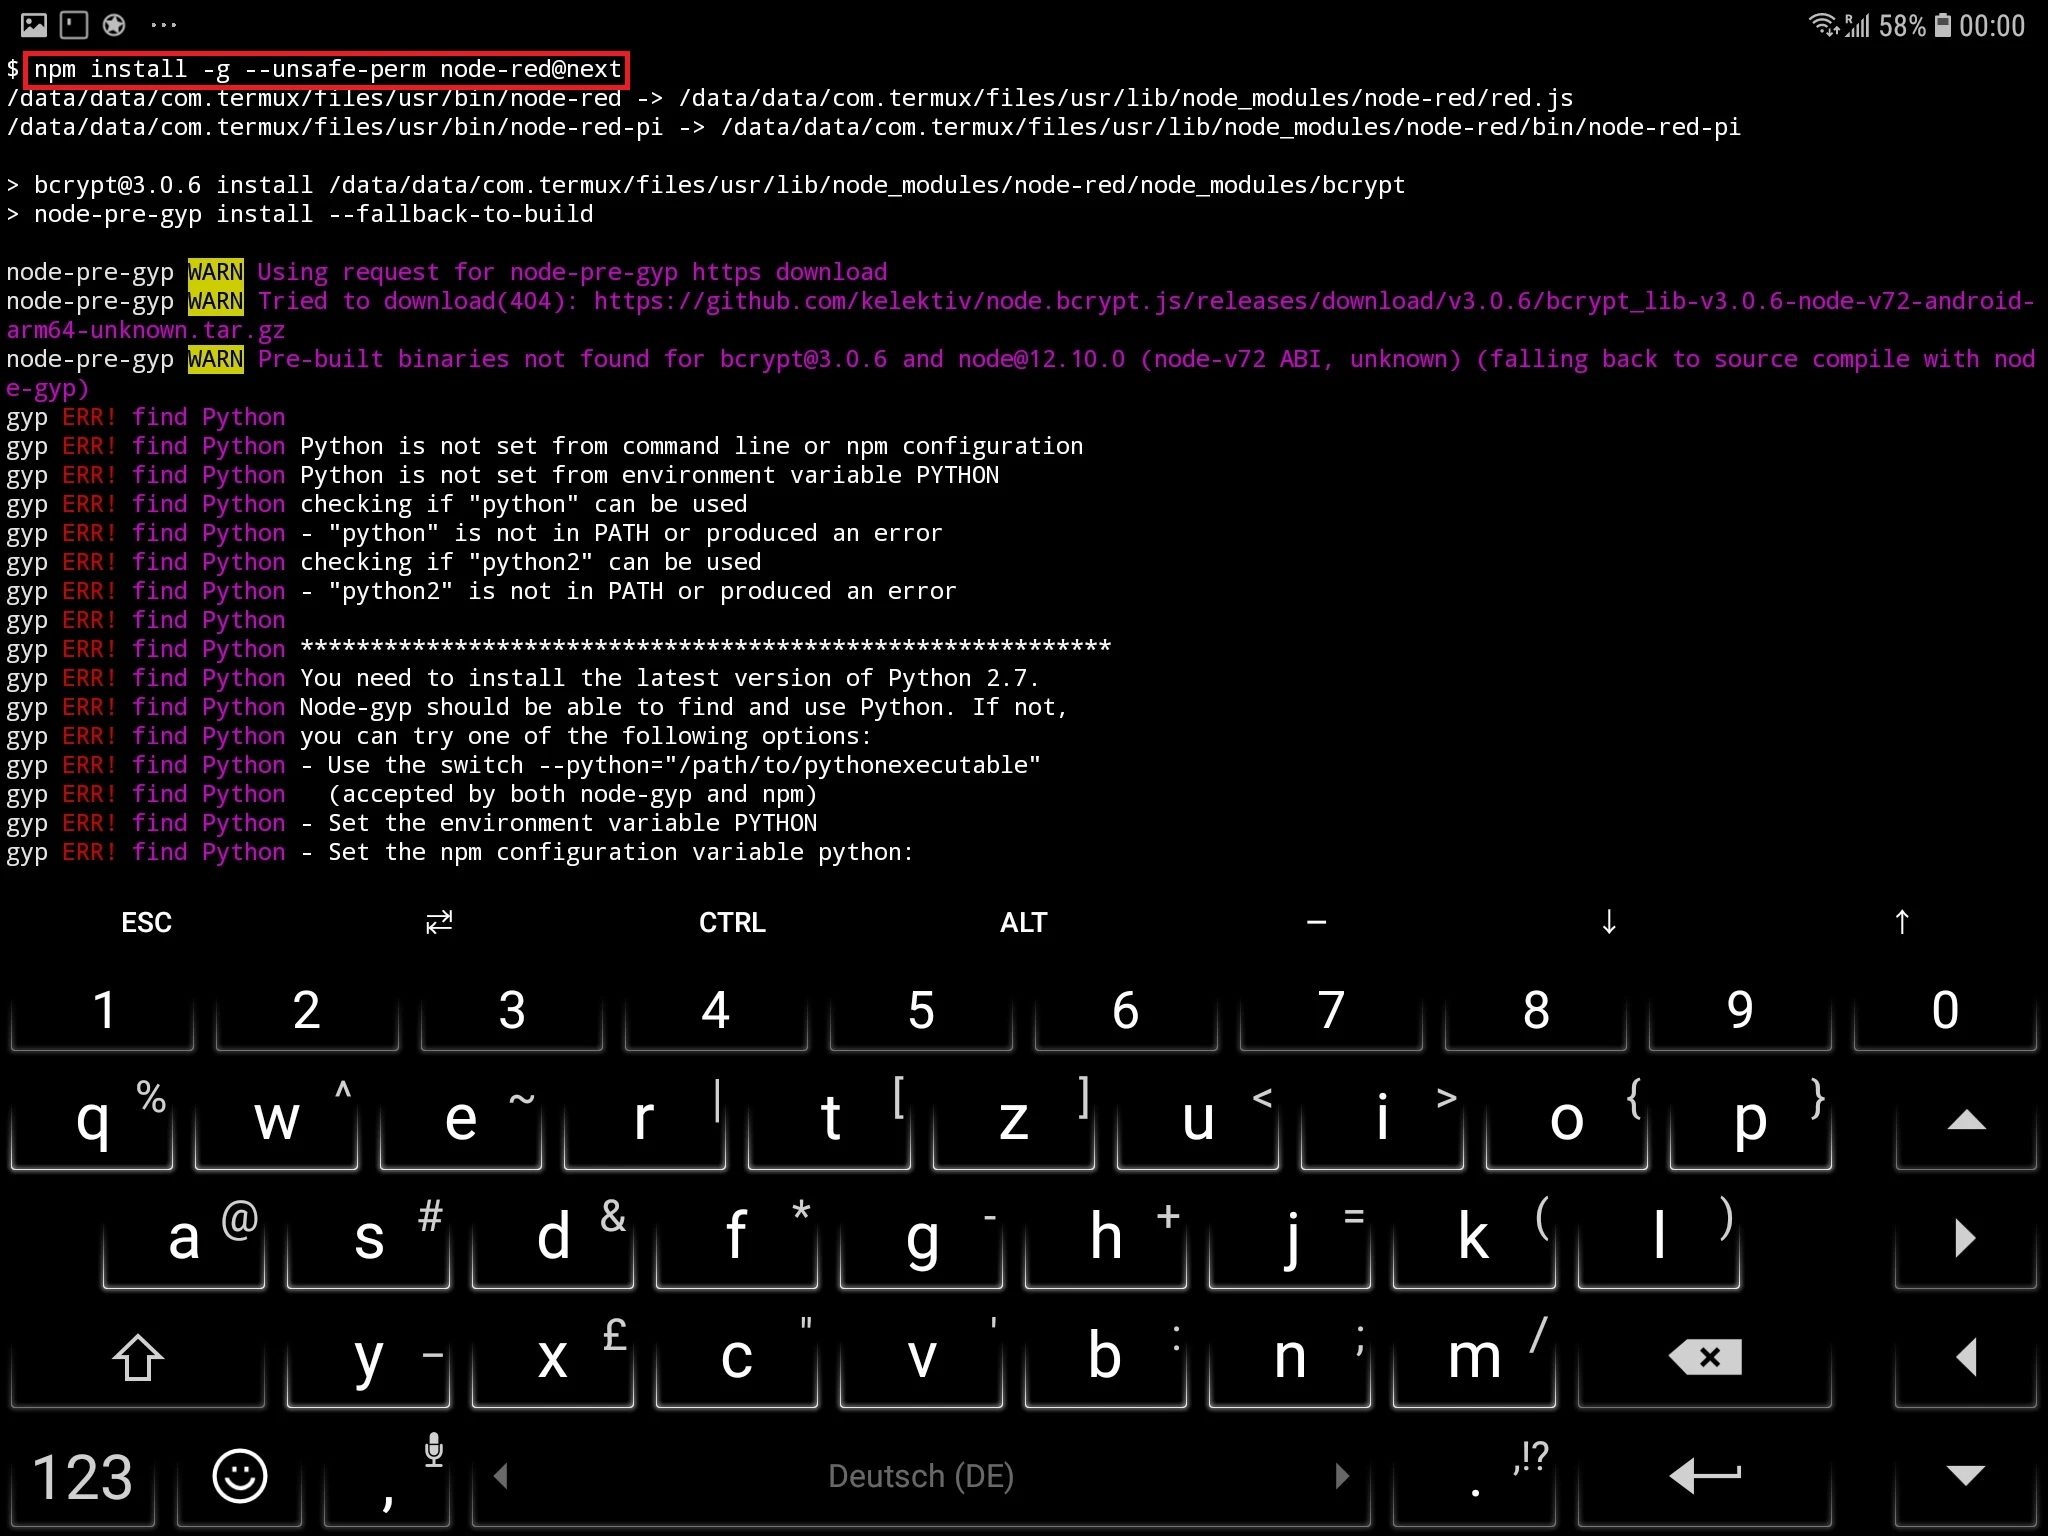 58% 00:00
$ npm install -g --unsafe-perm node-red@next
/data/data/com.termux/files/usr/bin/node-red -> /data/data/com.termux/files/usr/lib/node_modules/node-red/red.js
/data/data/com.termux/files/usr/bin/node-red-pi -> /data/data/com.termux/files/usr/lib/node_modules/node-red/bin/node-red-pi
> bcrypt@3.0.6 install /data/data/com.termux/files/usr/lib/node_modules/node-red/node_modules/bcrypt
> node-pre-gyp install --fallback-to-build
node-pre-gyp WARN Using request for node-pre-gyp https download
node-pre-gyp WARN Tried to download(404): https://github.com/kelektiv/node.bcrypt.js/releases/download/v3.0.6/bcrypt_lib-v3.0.6-node-v72-android-
arm64-unknown.tar.gz
node-pre-gyp WARN Pre-built binaries not found for bcrypt@3.0.6 and node@12.10.0 (node-v72 ABI, unknown) (falling back to source compile with nod
e-gyp)
gyp ERR! find Python
gyp ERR! find Python Python is not set from command line or npm configuration
gyp ERR! find Python Python is not set from environment variable PYTHON
gyp ERR! find Python checking if "python" can be used
gyp ERR! find Python - "python" is not in PATH or produced an error
gyp ERR! find Python checking if "python2" can be used
gyp ERR! find Python - "python2" is not in PATH or produced an error
gyp ERR! find Python
gyp ERR! find Python **********************************************************
gyp ERR! find Python You need to install the latest version of Python 2.7.
gyp ERR! find Python Node-gyp should be able to find and use Python. If not,
gyp ERR! find Python you can try one of the following options:
gyp ERR! find Python - Use the switch --python="/path/to/pythonexecutable"
gyp ERR! find Python   (accepted by both node-gyp and npm)
gyp ERR! find Python - Set the environment variable PYTHON
gyp ERR! find Python - Set the npm configuration variable python:
ESC ⇄ CTRL ALT — ↓ ↑
1 2 3 4 5 6 7 8 9 0
q % w ^ e ~ r | t [ z ] u < i > o { p }
a @ s # d & f * g - h + j = k ( l )
y _ x £ c " v ' b : n ; m /
123 , Deutsch (DE) . ,!?